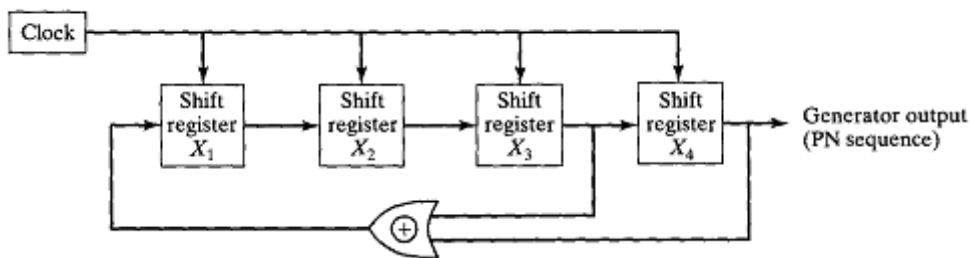 Clock
Shift
register
X₁
Shift
register
X₂
Shift
register
X₃
Shift
register
X₄
Generator output
(PN sequence)
+